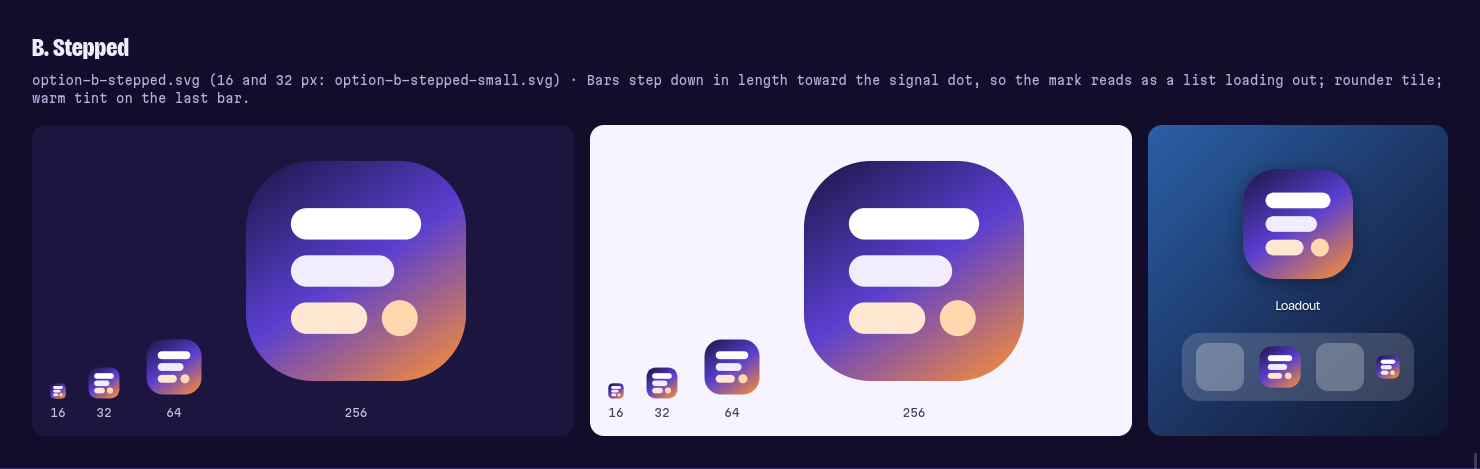 B. Stepped
option-b-stepped.svg (16 and 32 px: option-b-stepped-small.svg) · Bars step down in length toward the signal dot, so the mark reads as a list loading out; rounder tile;
warm tint on the last bar.
16 32 64 256
16 32 64 256
Loadout